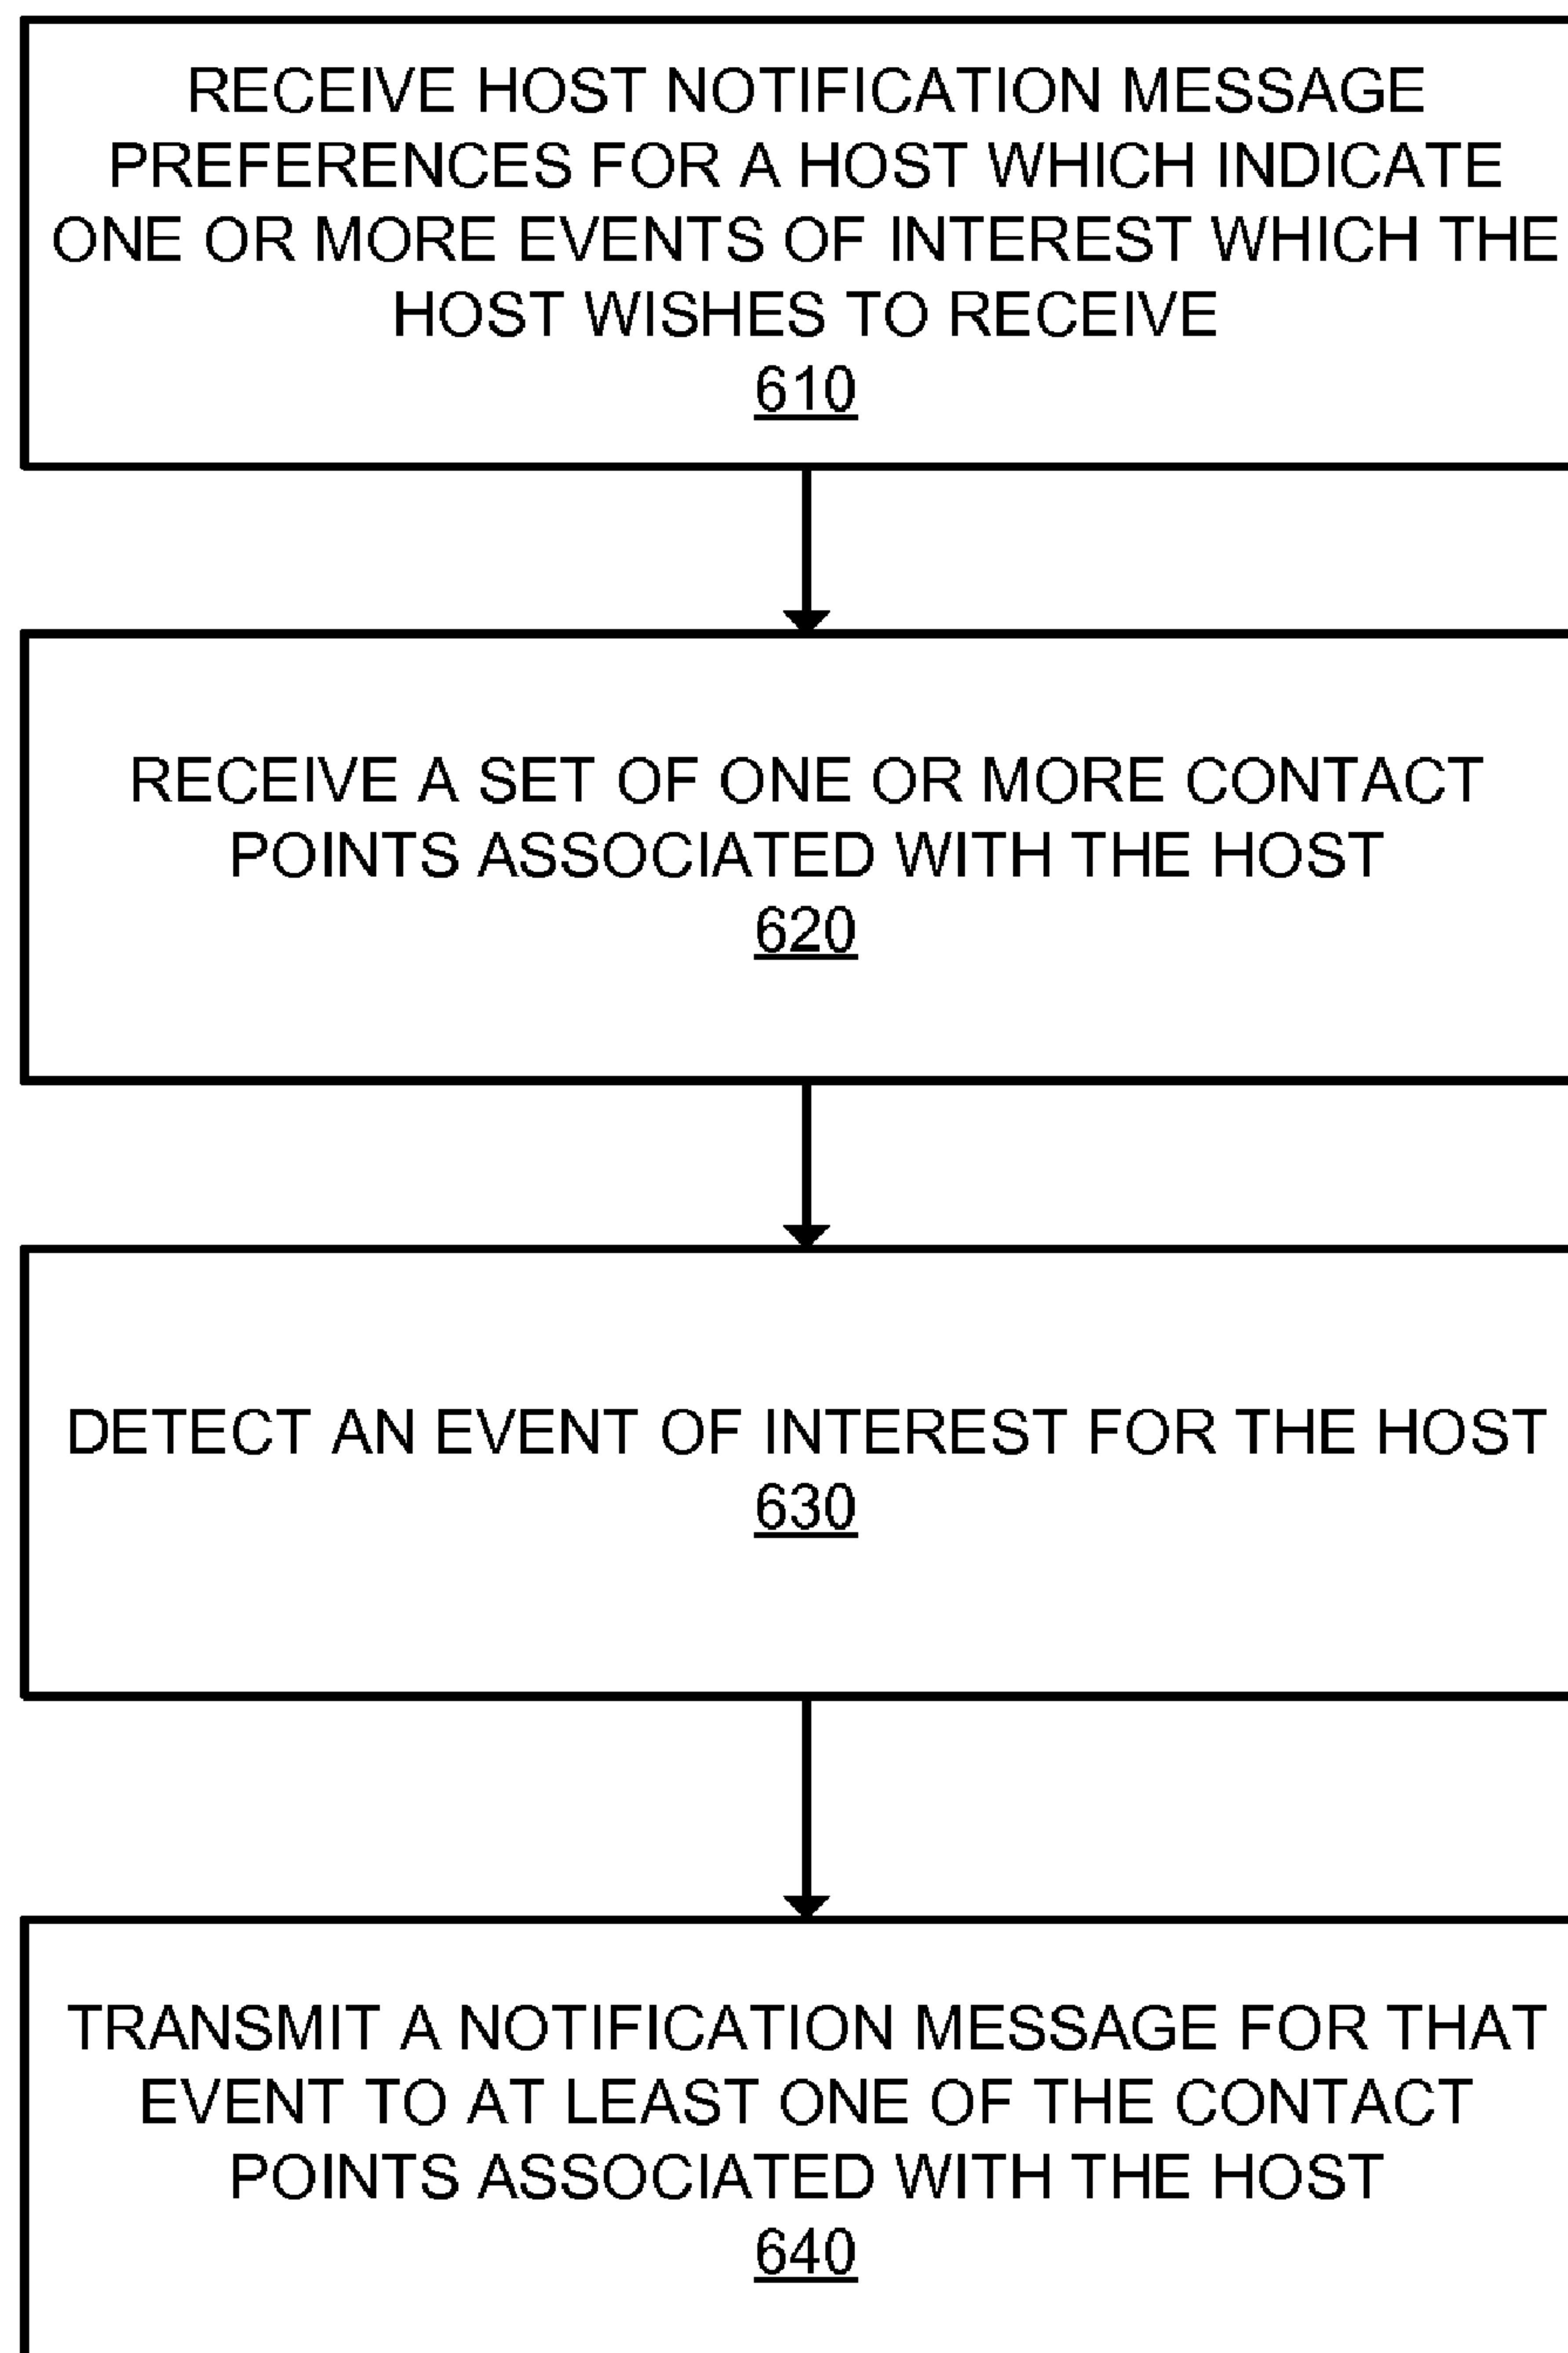 RECEIVE HOST NOTIFICATION MESSAGE
PREFERENCES FOR A HOST WHICH INDICATE
ONE OR MORE EVENTS OF INTEREST WHICH THE
HOST WISHES TO RECEIVE
610
RECEIVE A SET OF ONE OR MORE CONTACT
POINTS ASSOCIATED WITH THE HOST
620
DETECT AN EVENT OF INTEREST FOR THE HOST
630
TRANSMIT A NOTIFICATION MESSAGE FOR THAT
EVENT TO AT LEAST ONE OF THE CONTACT
POINTS ASSOCIATED WITH THE HOST
640